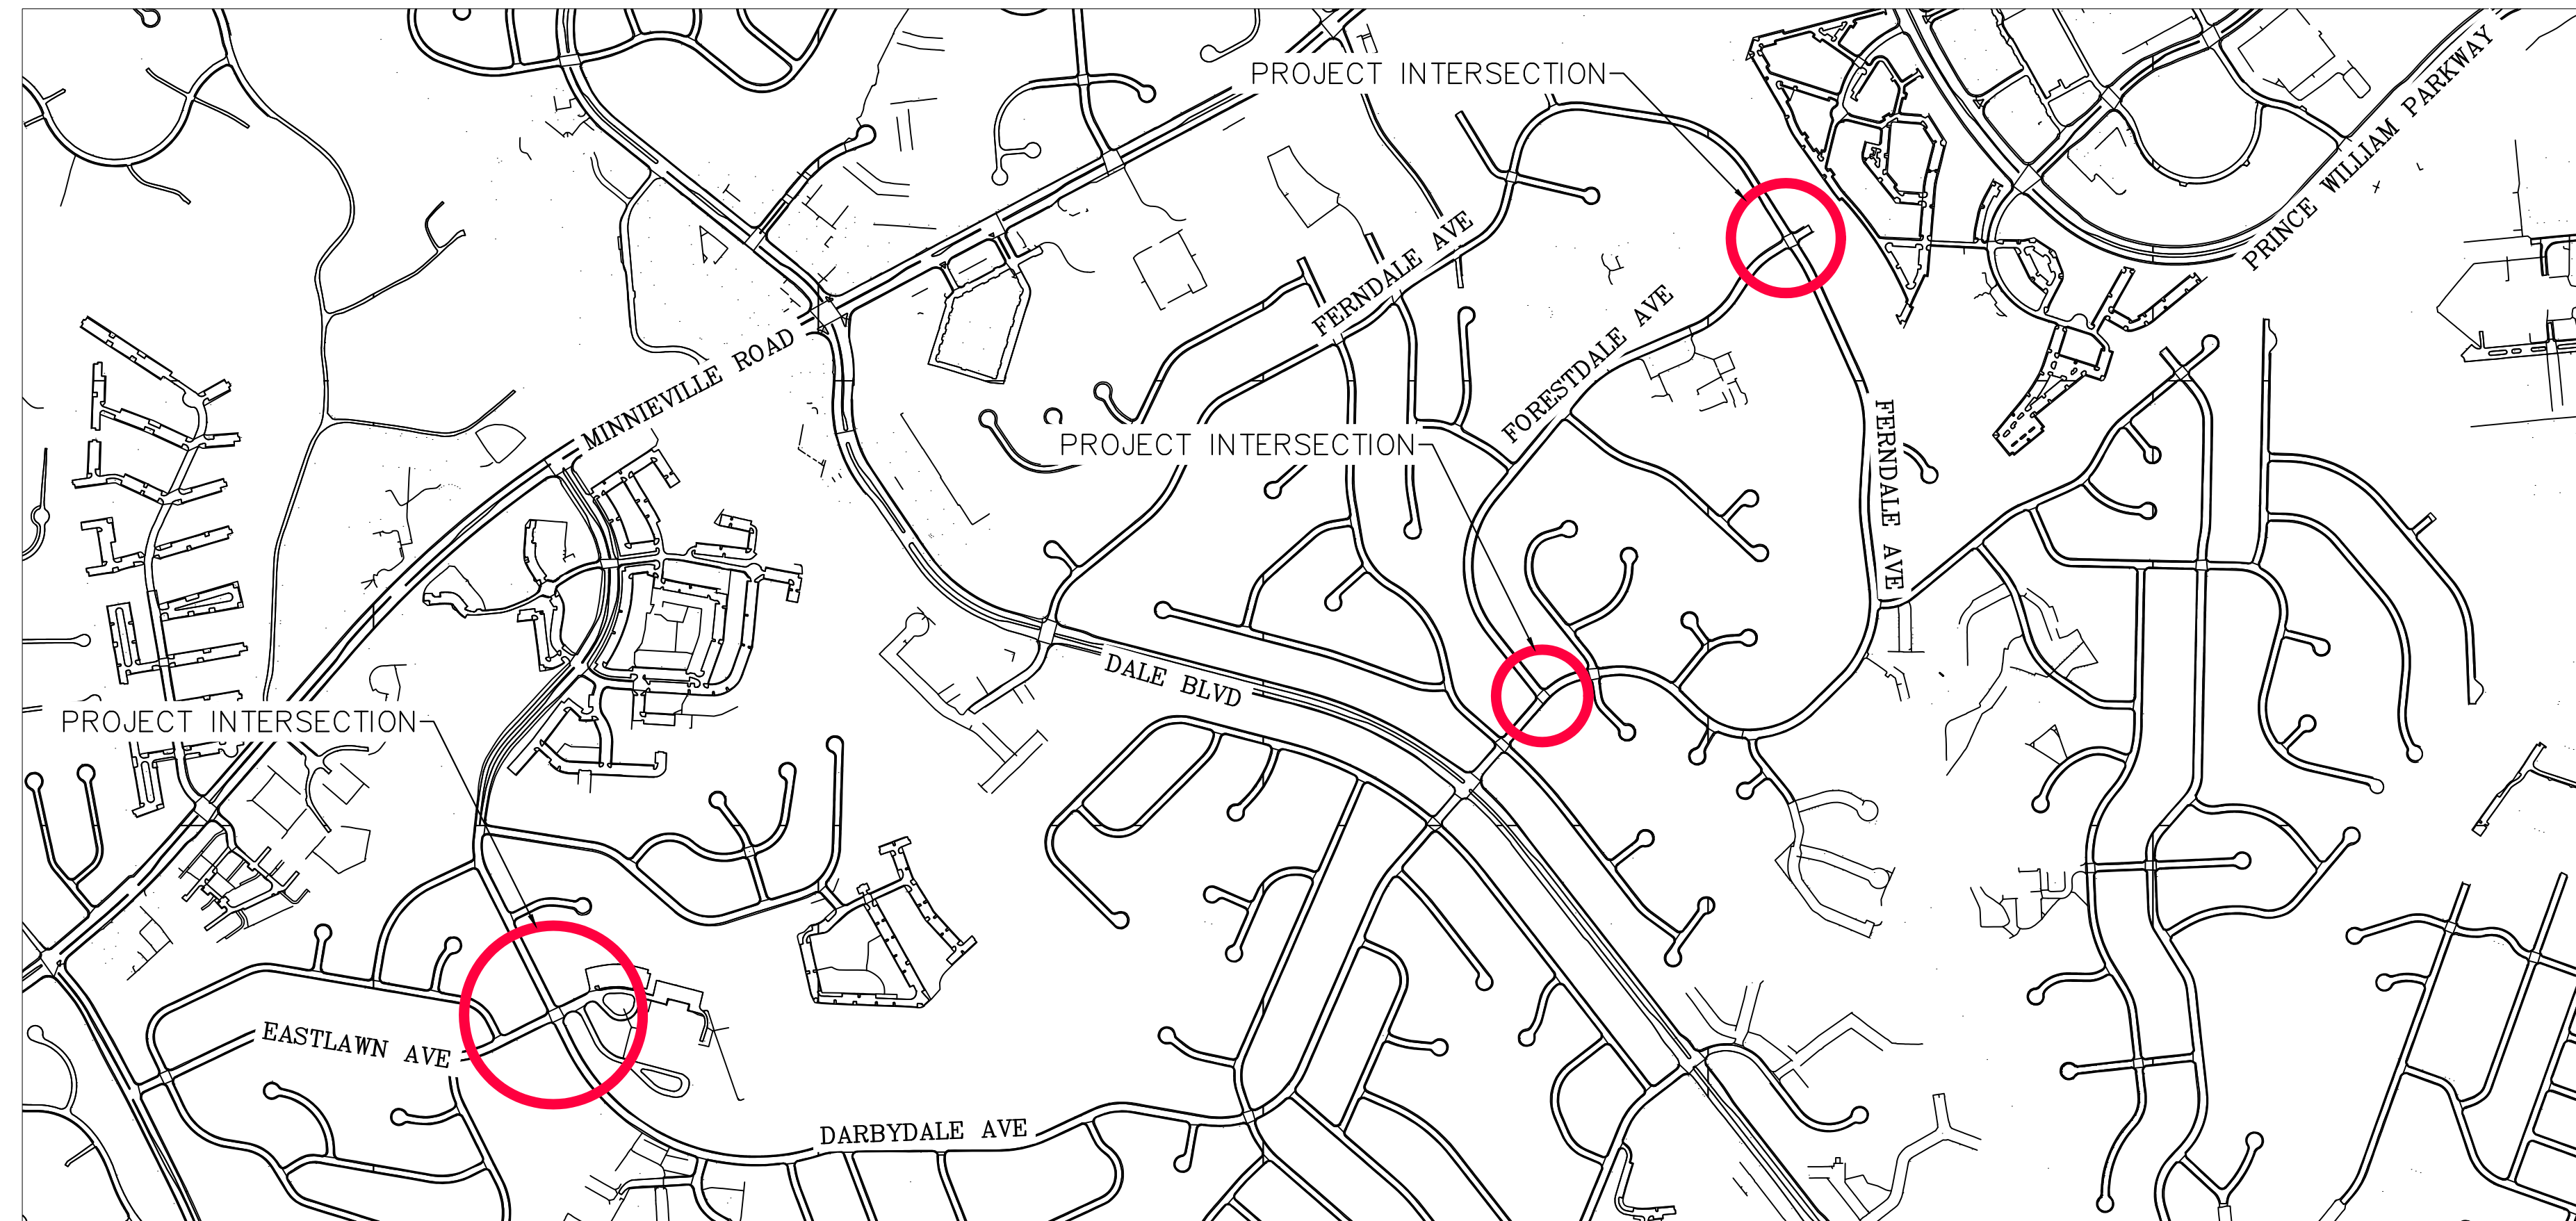 PROJECT INTERSECTION
PRINCE WILLIAM PARKWAY
FERNDALE AVE
MINNIEVILLE ROAD
FORESTDALE AVE
PROJECT INTERSECTION
FERNDALE AVE
DALE BLVD
PROJECT INTERSECTION
EASTLAWN AVE
DARBYDALE AVE